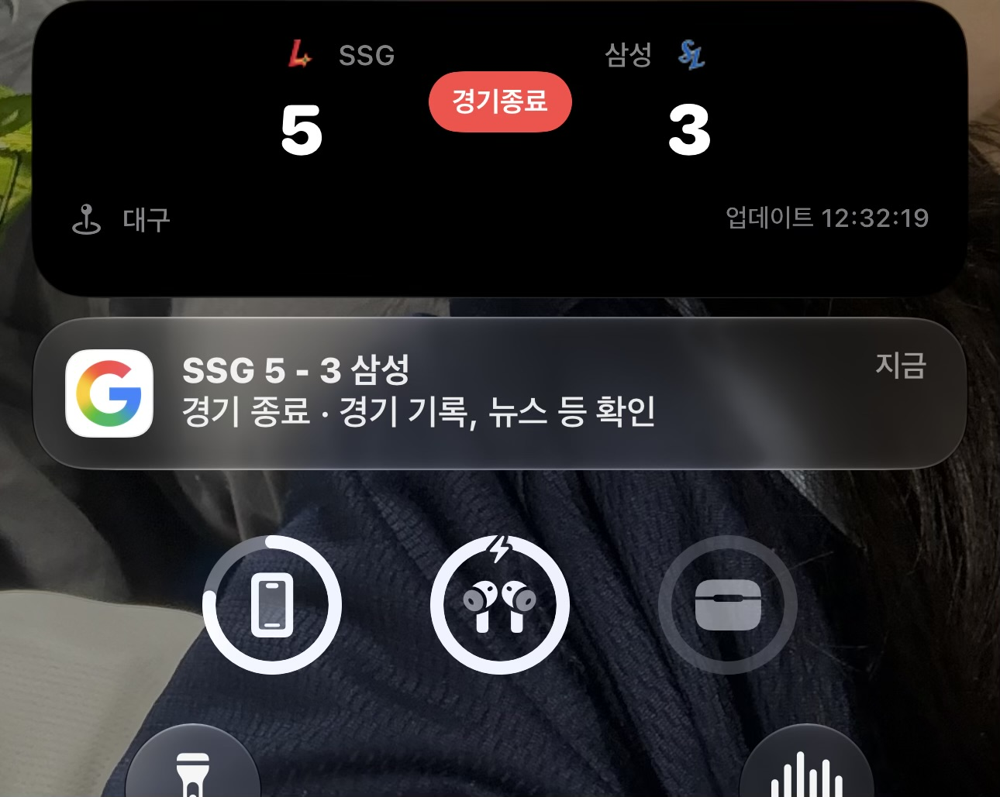 SSG
삼성
경기종료
5
3
대구
업데이트 12:32:19
SSG 5 - 3 삼성
지금
경기 종료 · 경기 기록, 뉴스 등 확인